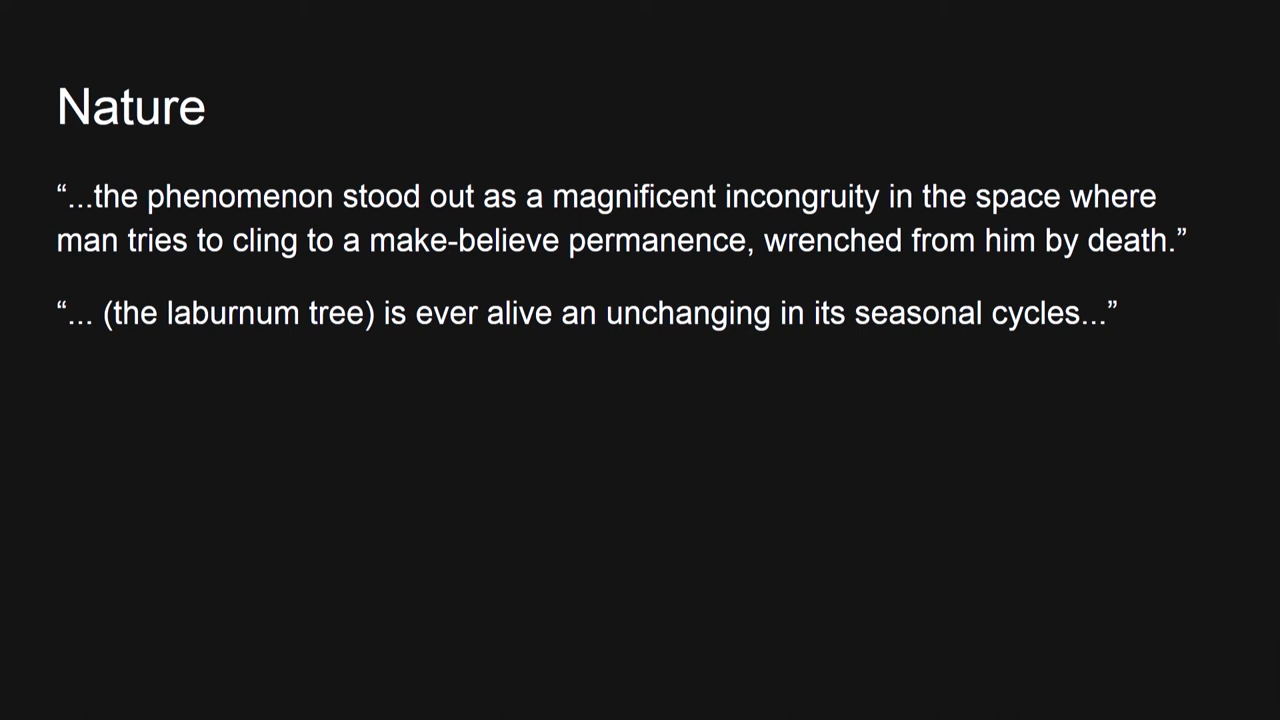 Nature
“...the phenomenon stood out as a magnificent incongruity in the space where
man tries to cling to a make-believe permanence, wrenched from him by death.”
“... (the laburnum tree) is ever alive an unchanging in its seasonal cycles...”